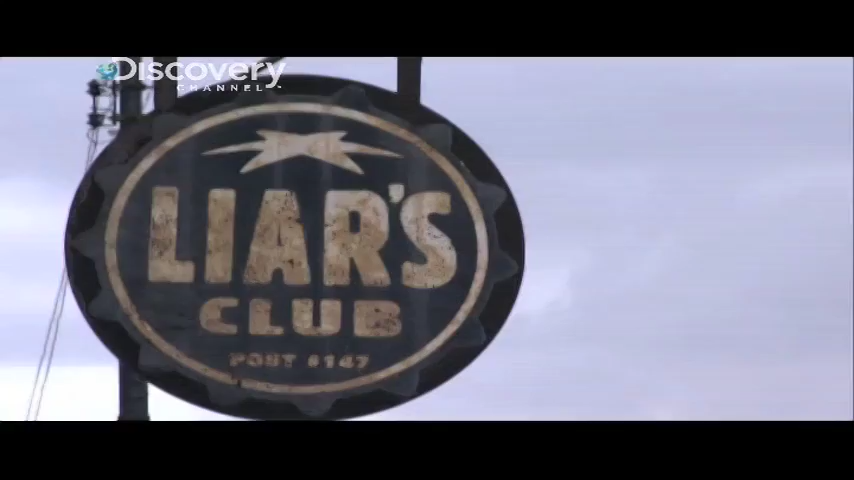 Discovery
CHANNEL
LIAR'S
CLUB
POST #147